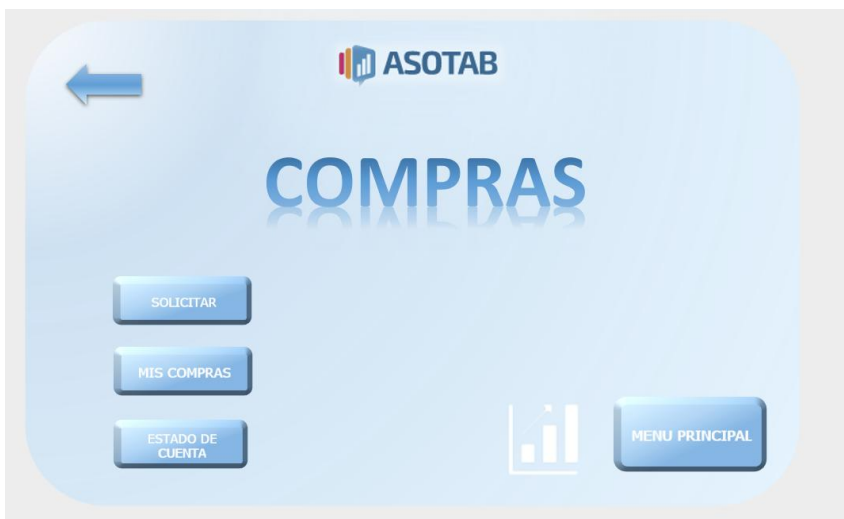 ASOTAB
COMPRAS
SOLICITAR
MIS COMPRAS
ESTADO DE
CUENTA
MENU PRINCIPAL